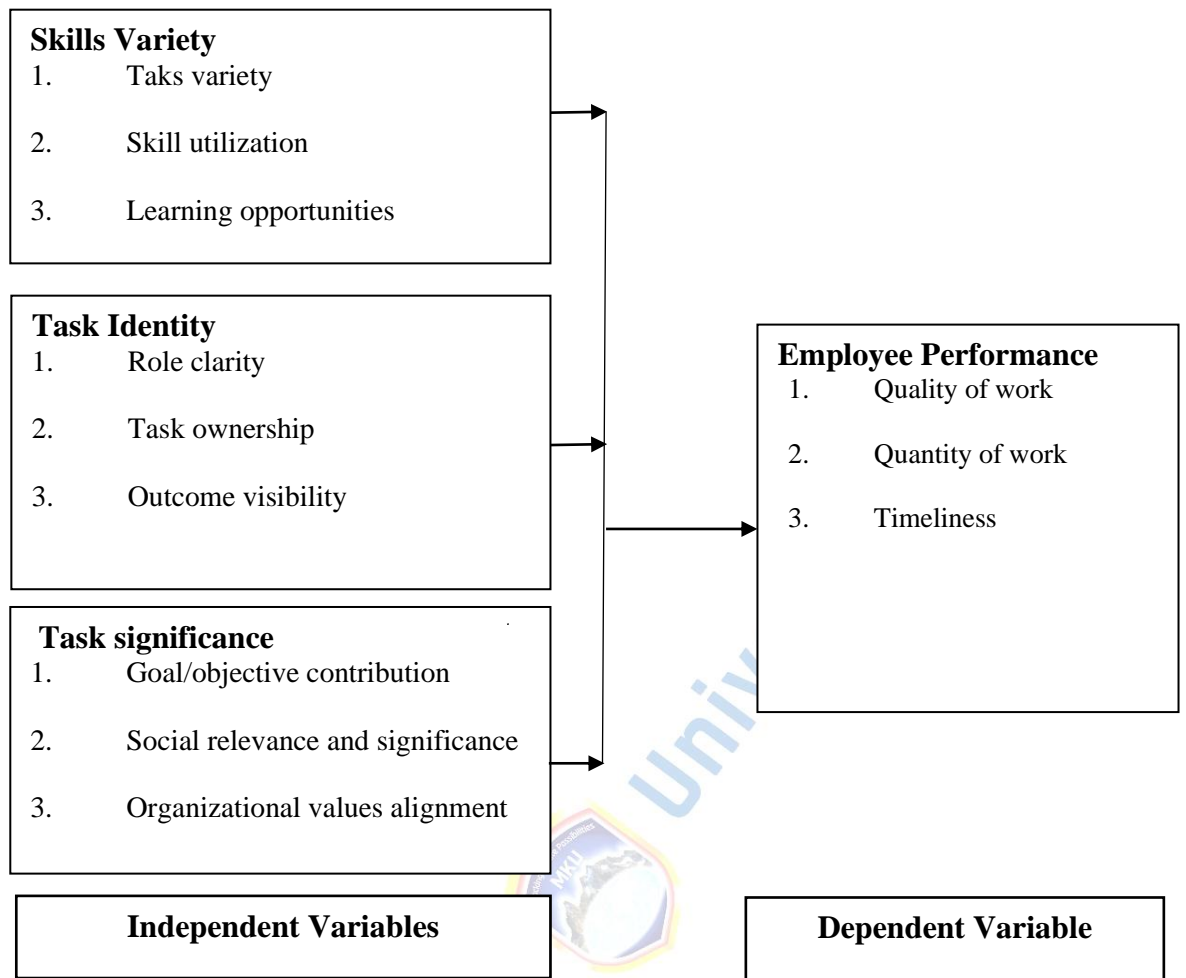 Skills Variety
1. Taks variety
2. Skill utilization
3. Learning opportunities
Task Identity
1. Role clarity
2. Task ownership
3. Outcome visibility
Task significance
1. Goal/objective contribution
2. Social relevance and significance
3. Organizational values alignment
Employee Performance
1. Quality of work
2. Quantity of work
3. Timeliness
Univ
MKU
Independent Variables
Dependent Variable